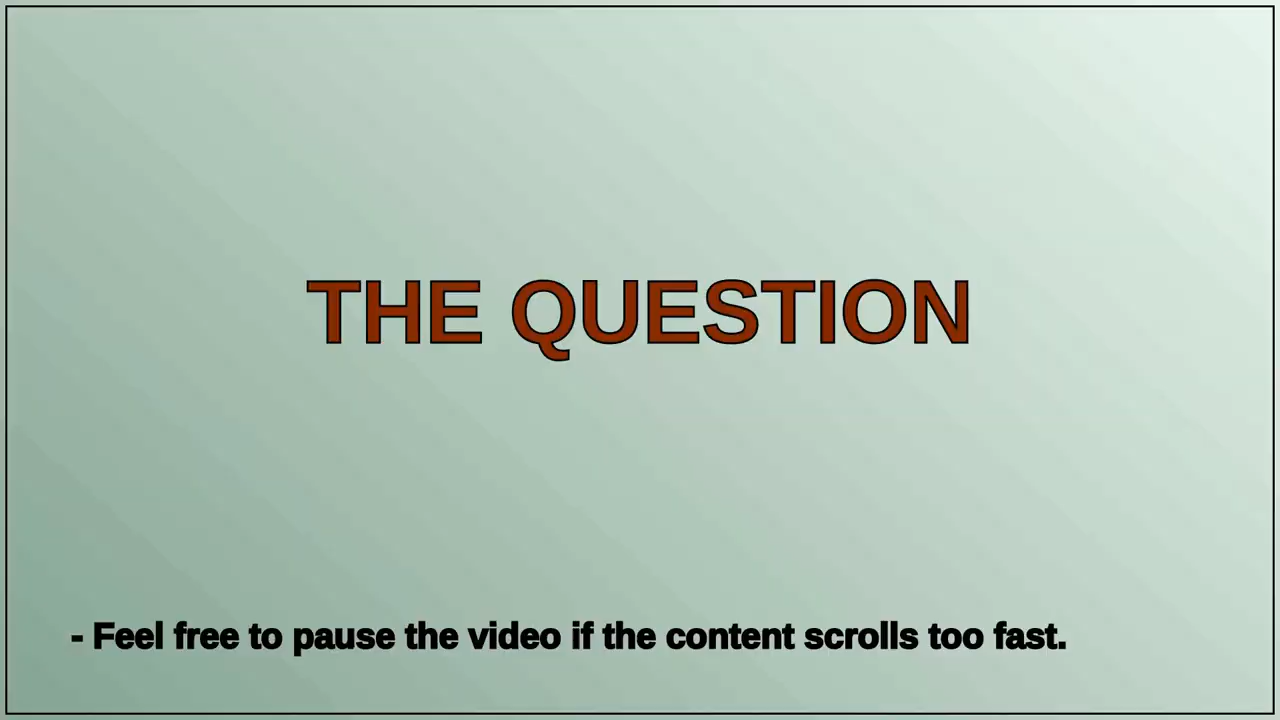 THE QUESTION
- Feel free to pause the video if the content scrolls too fast.